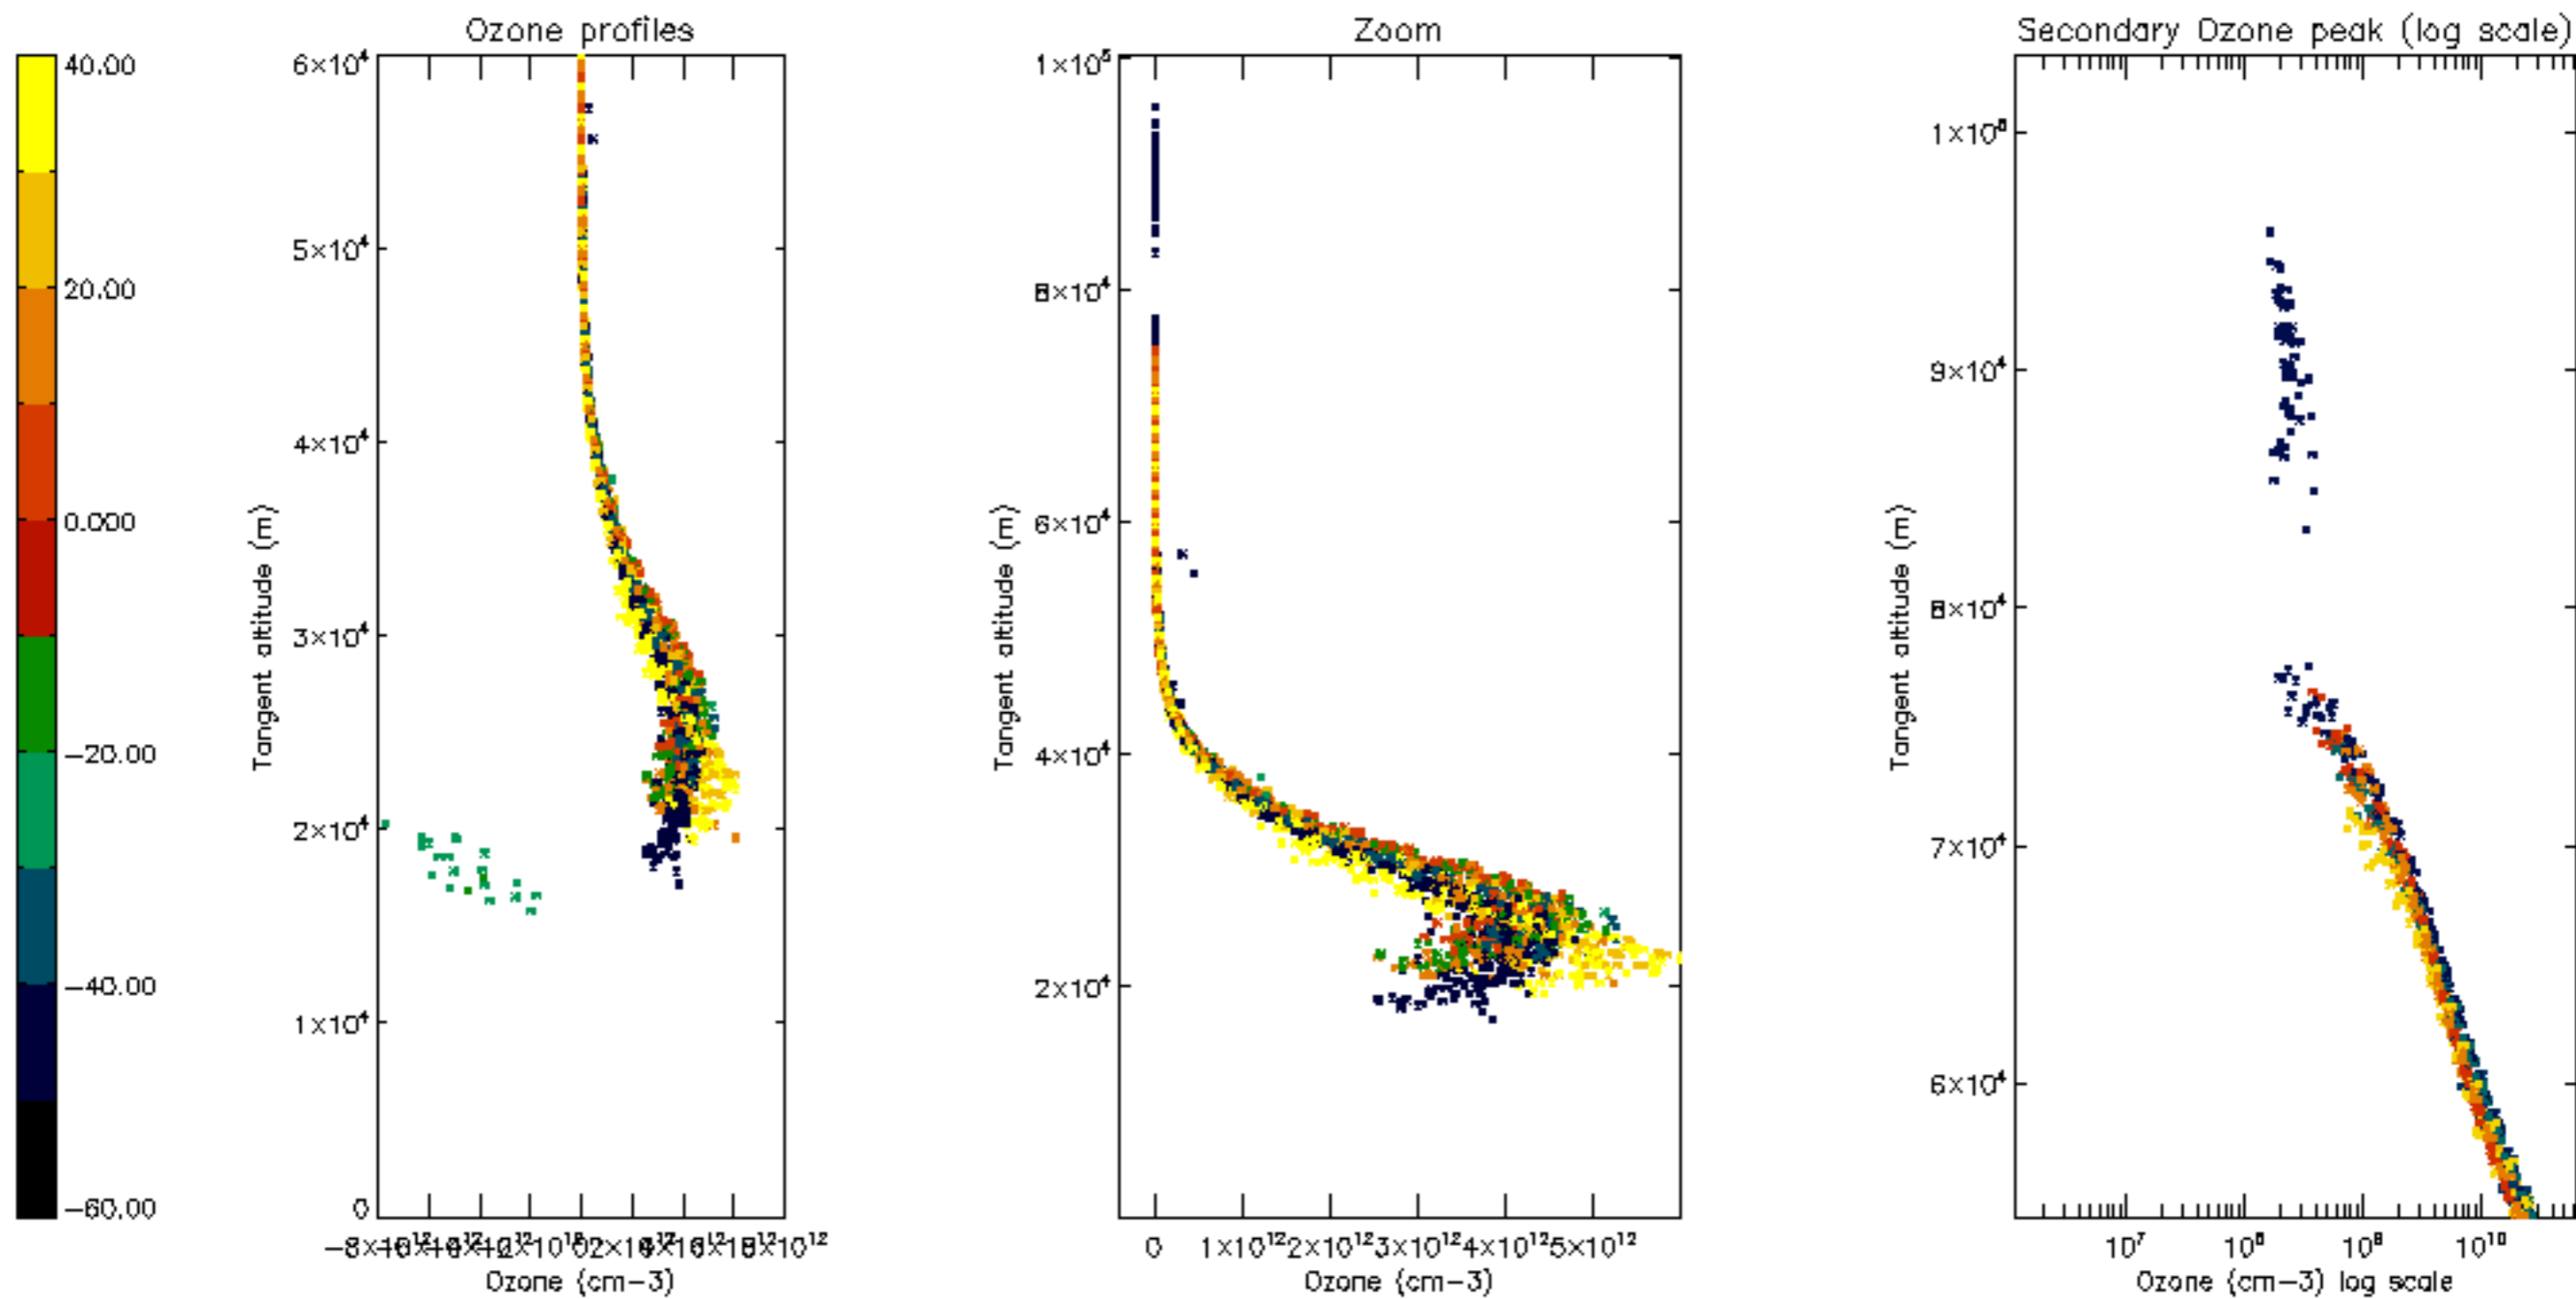 Ozone profiles
Zoom
Secondary Ozone peak (log scale)
40.00
20.00
0.000
−20.00
−40.00
−60.00
6×10⁴
5×10⁴
4×10⁴
3×10⁴
2×10⁴
1×10⁴
0
Tangent altitude (m)
Ozone (cm−3)
1×10⁵
8×10⁴
6×10⁴
4×10⁴
2×10⁴
Tangent altitude (m)
0 1×10¹² 2×10¹² 3×10¹² 4×10¹² 5×10¹²
Ozone (cm−3)
9×10⁴
8×10⁴
7×10⁴
6×10⁴
Tangent altitude (m)
10⁷ 10⁸ 10⁹ 10¹⁰
Ozone (cm−3) log scale